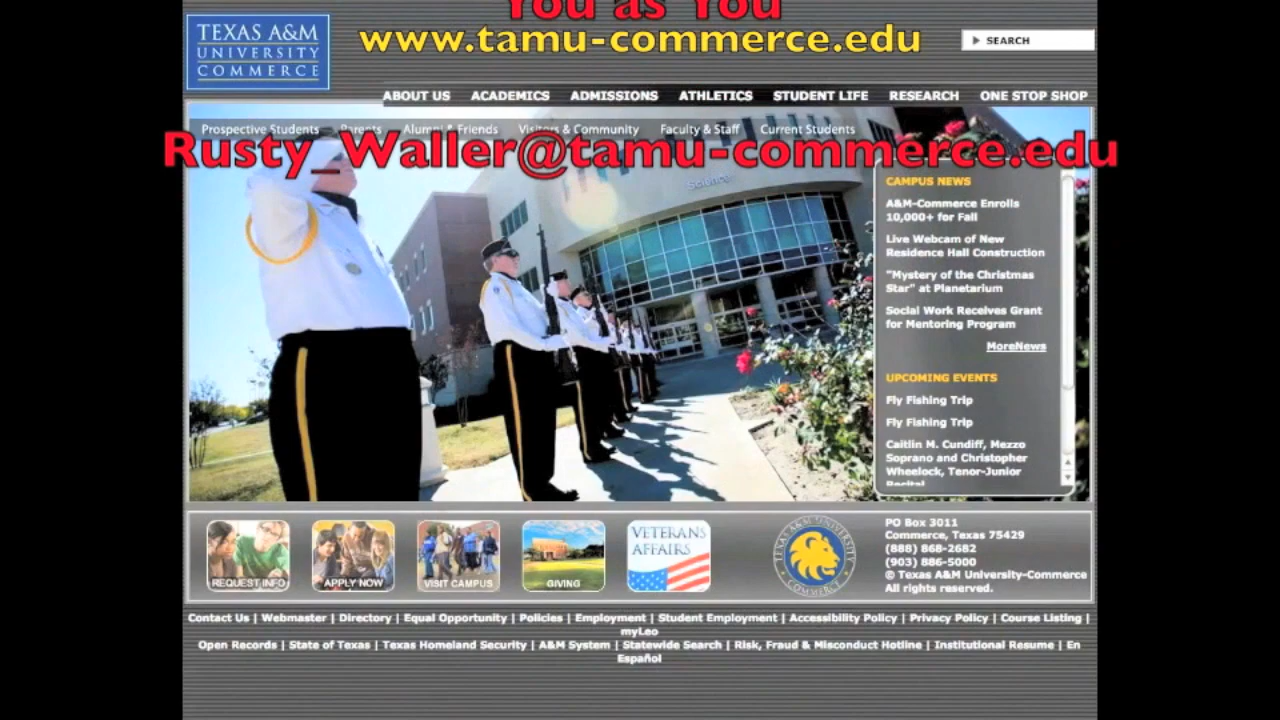 You as You
www.tamu-commerce.edu
TEXAS A&M
UNIVERSITY
COMMERCE
SEARCH
ABOUT US ACADEMICS ADMISSIONS ATHLETICS STUDENT LIFE RESEARCH ONE STOP SHOP
Prospective Students Parents Alumni & Friends Visitors & Community Faculty & Staff Current Students
Rusty_Waller@tamu-commerce.edu
Science
CAMPUS NEWS
A&M-Commerce Enrolls
10,000+ for Fall
Live Webcam of New
Residence Hall Construction
"Mystery of the Christmas
Star" at Planetarium
Social Work Receives Grant
for Mentoring Program
MoreNews
UPCOMING EVENTS
Fly Fishing Trip
Fly Fishing Trip
Caitlin M. Cundiff, Mezzo
Soprano and Christopher
Wheelock, Tenor-Junior
Recital
REQUEST INFO
APPLY NOW
VISIT CAMPUS
GIVING
VETERANS
AFFAIRS
TEXAS A&M UNIVERSITY
COMMERCE
PO Box 3011
Commerce, Texas 75429
(888) 868-2682
(903) 886-5000
© Texas A&M University-Commerce
All rights reserved.
Contact Us | Webmaster | Directory | Equal Opportunity | Policies | Employment | Student Employment | Accessibility Policy | Privacy Policy | Course Listing |
myLeo
Open Records | State of Texas | Texas Homeland Security | A&M System | Statewide Search | Risk, Fraud & Misconduct Hotline | Institutional Resume | En
Español